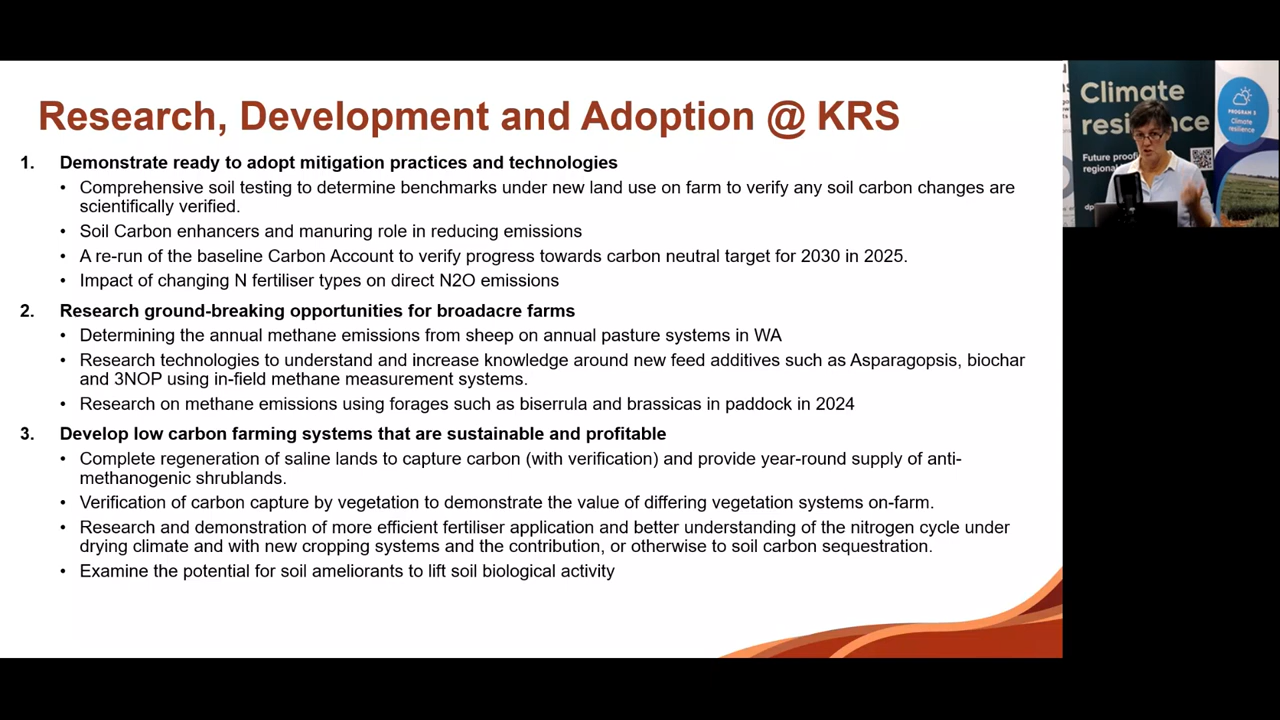 Research, Development and Adoption @ KRS
1. Demonstrate ready to adopt mitigation practices and technologies
• Comprehensive soil testing to determine benchmarks under new land use on farm to verify any soil carbon changes are
scientifically verified.
• Soil Carbon enhancers and manuring role in reducing emissions
• A re-run of the baseline Carbon Account to verify progress towards carbon neutral target for 2030 in 2025.
• Impact of changing N fertiliser types on direct N2O emissions
2. Research ground-breaking opportunities for broadacre farms
• Determining the annual methane emissions from sheep on annual pasture systems in WA
• Research technologies to understand and increase knowledge around new feed additives such as Asparagopsis, biochar
and 3NOP using in-field methane measurement systems.
• Research on methane emissions using forages such as biserrula and brassicas in paddock in 2024
3. Develop low carbon farming systems that are sustainable and profitable
• Complete regeneration of saline lands to capture carbon (with verification) and provide year-round supply of anti-
methanogenic shrublands.
• Verification of carbon capture by vegetation to demonstrate the value of differing vegetation systems on-farm.
• Research and demonstration of more efficient fertiliser application and better understanding of the nitrogen cycle under
drying climate and with new cropping systems and the contribution, or otherwise to soil carbon sequestration.
• Examine the potential for soil ameliorants to lift soil biological activity
Climate
resi nce
Future proof
regional
dp
PROGRAM 3
Climate
resilience